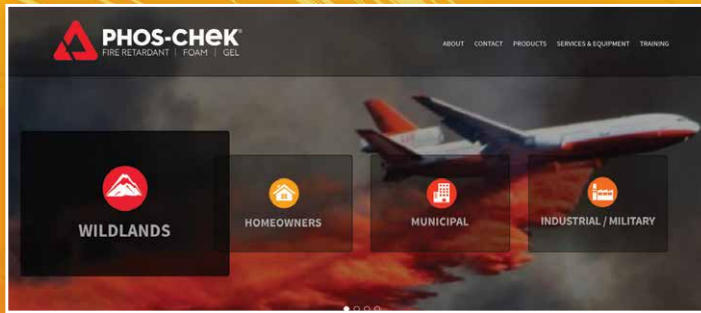 PHOS-CHEK®
FIRE RETARDANT | FOAM | GEL
ABOUT CONTACT PRODUCTS SERVICES & EQUIPMENT TRAINING
WILDLANDS
HOMEOWNERS
MUNICIPAL
INDUSTRIAL / MILITARY